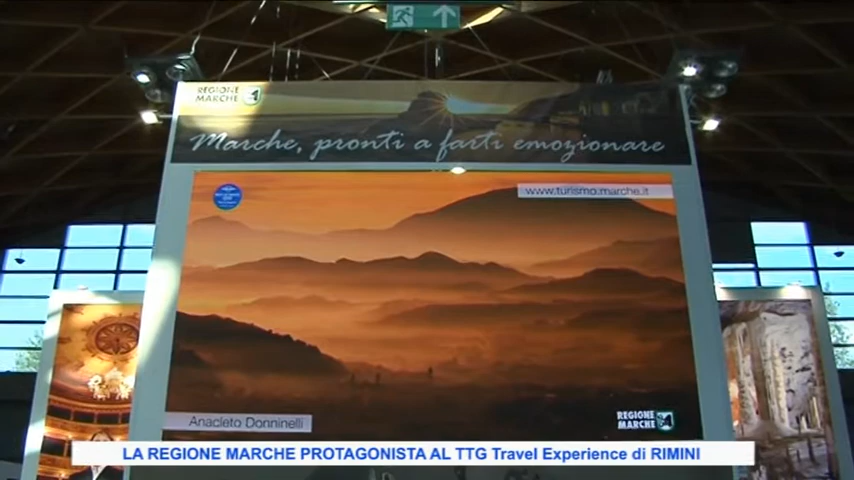 REGIONE
MARCHE
Marche, pronti a farti emozionare
www.turismo.marche.it
Anacleto Donninelli
REGIONE
MARCHE
LA REGIONE MARCHE PROTAGONISTA AL TTG Travel Experience di RIMINI